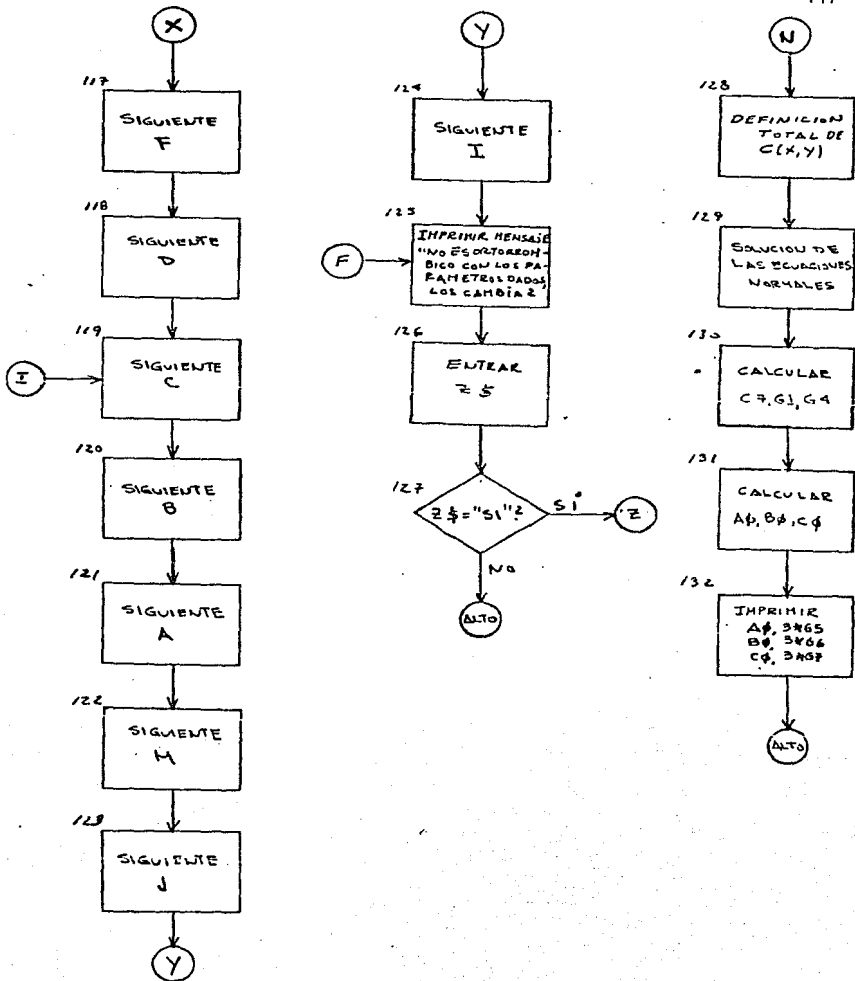 X
117
SIGUIENTE
F
118
SIGUIENTE
D
119
I
SIGUIENTE
C
120
SIGUIENTE
B
121
SIGUIENTE
A
122
SIGUIENTE
M
123
SIGUIENTE
J
Y
Y
124
SIGUIENTE
I
125
F
IMPRIMIR MENSAJE
"NO ES ORTORROM-
BICO CON LOS PA-
RAMETROS DADOS,
LOS CAMBIA?
126
ENTRAR
Z$
127
Z$="SI"?
SI
Z
NO
ALTO
N
128
DEFINICION
TOTAL DE
C(X,Y)
129
SOLUCION DE
LAS ECUACIONES
NORMALES
130
CALCULAR
C7, G1, G4
131
CALCULAR
AØ, BØ, CØ
132
IMPRIMIR
AØ, 3*G5
BØ, 3*G6
CØ, 3*G7
ALTO